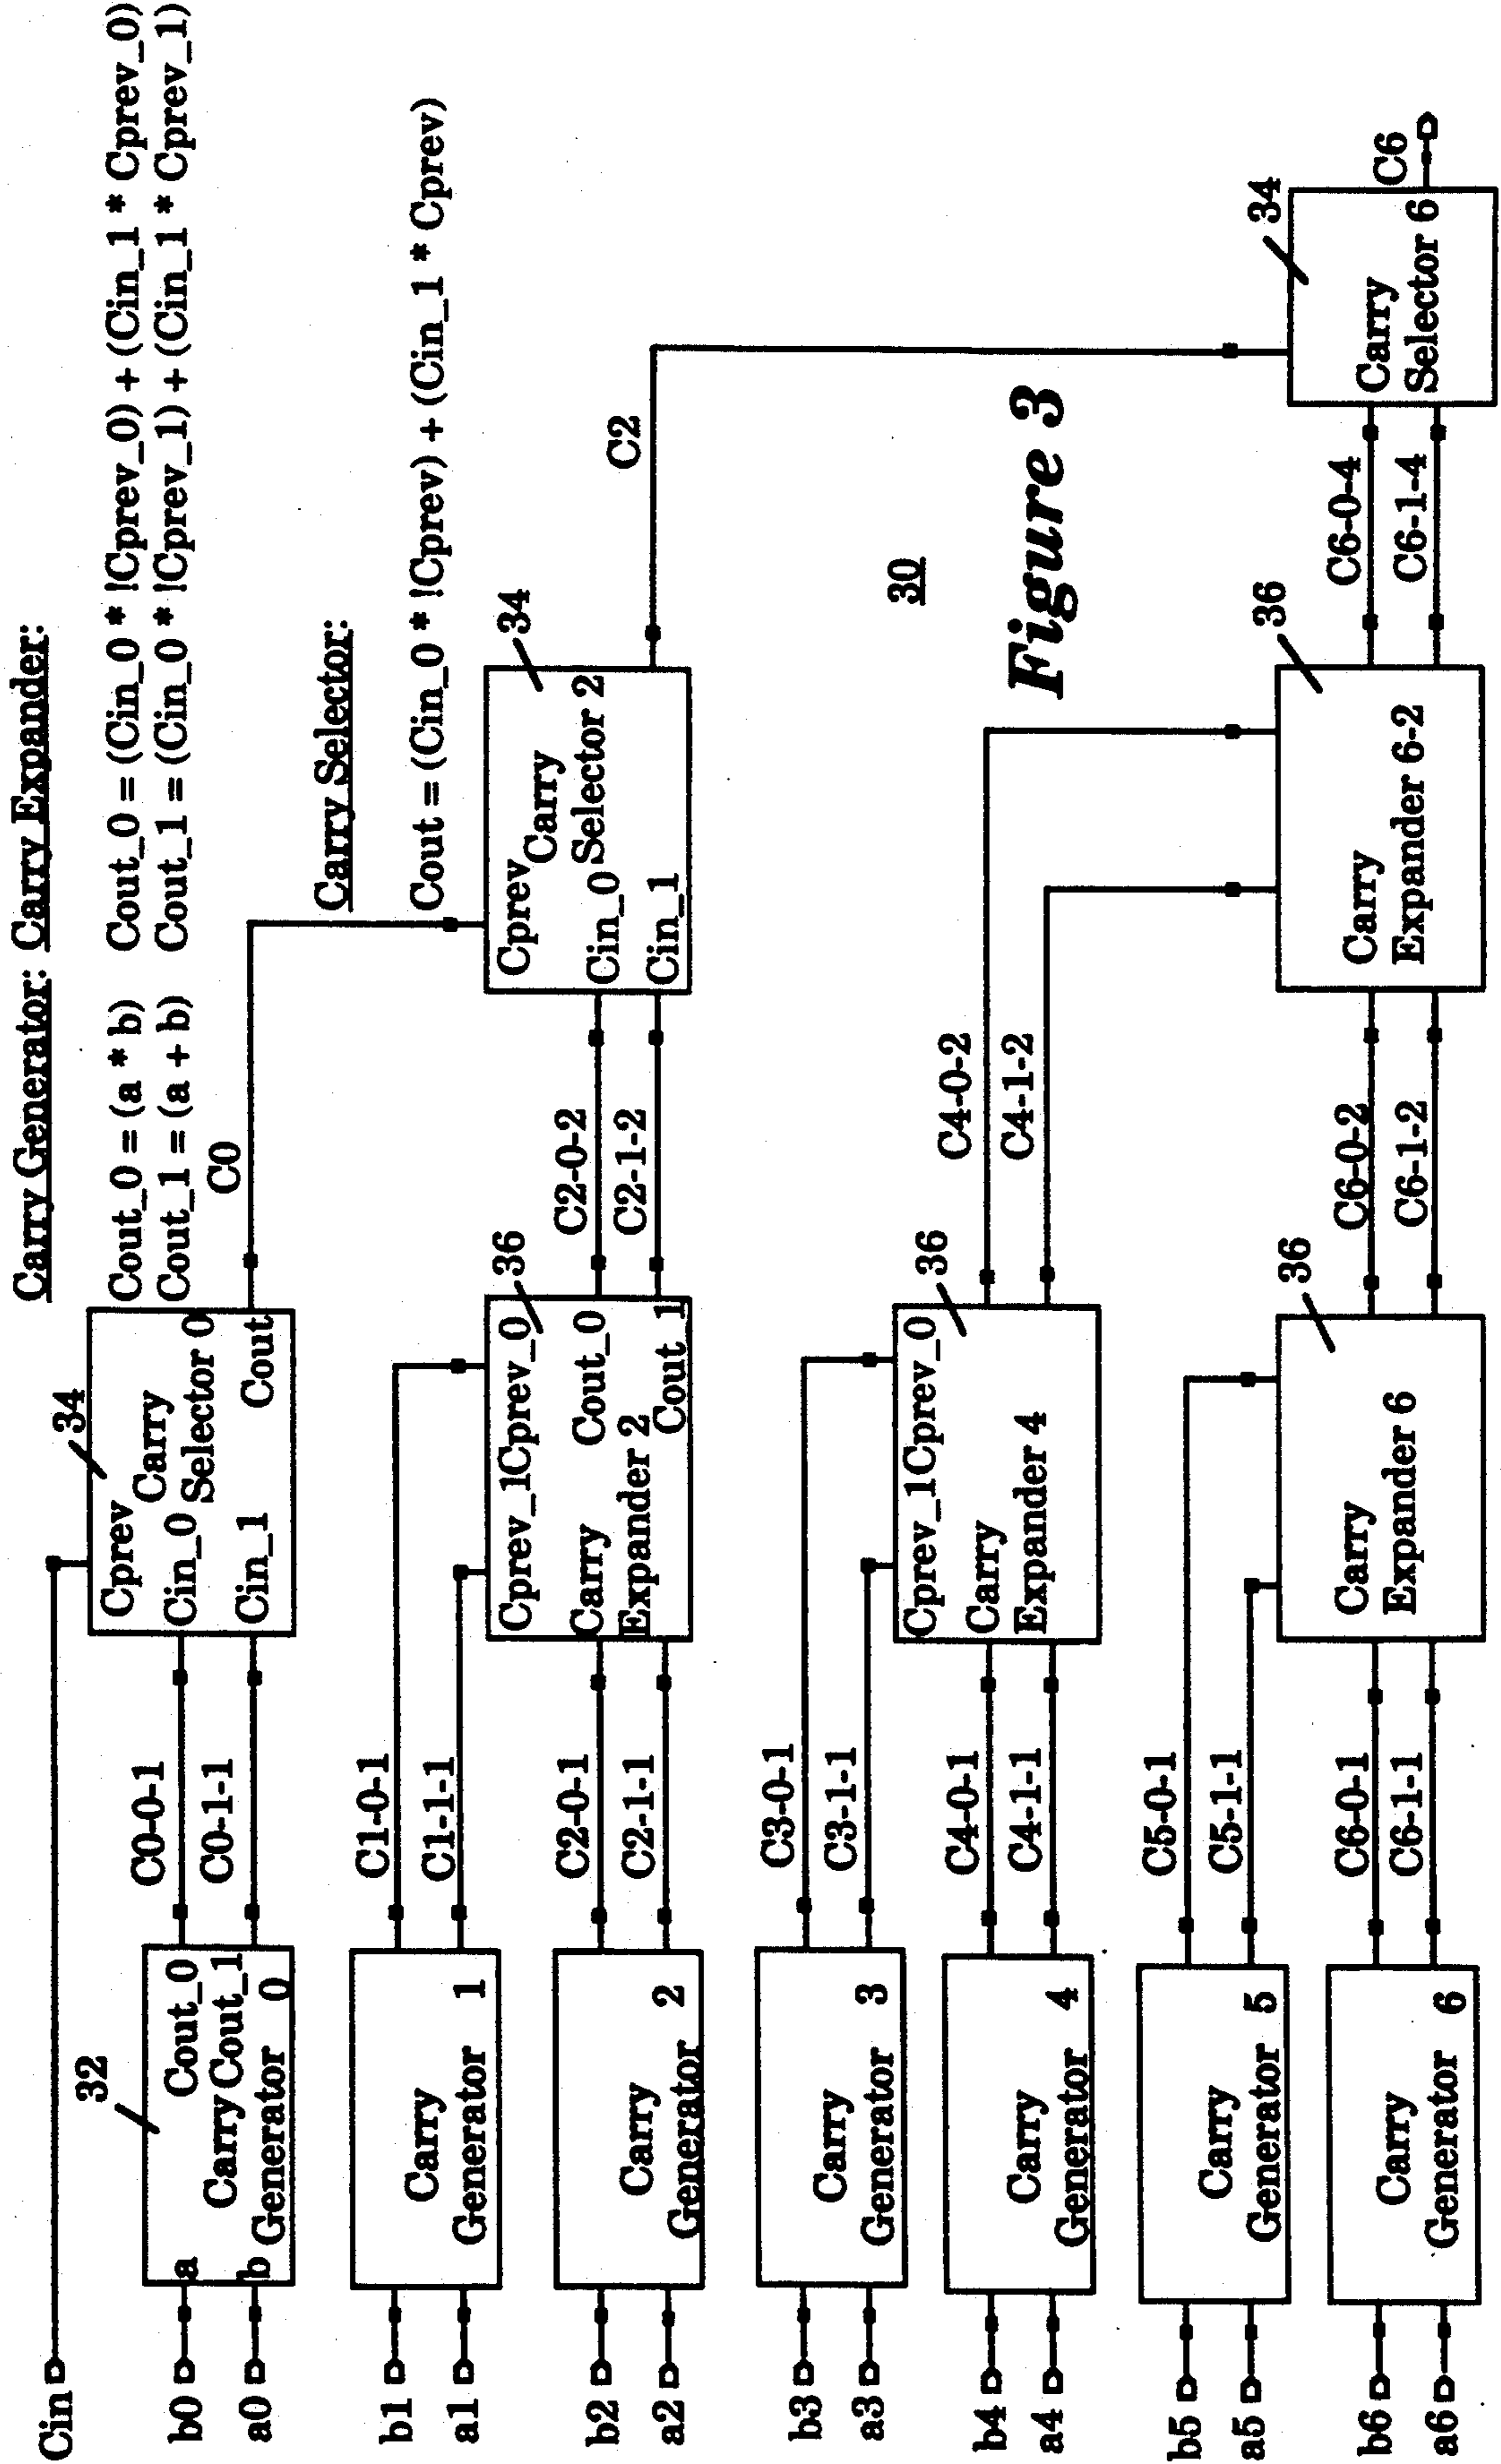 Carry Generator: Carry Expander:
Cout_0 = (a * b) Cout_0 = (Cin_0 * !Cprev_0) + (Cin_1 * Cprev_0)
Cout_1 = (a + b) Cout_1 = (Cin_0 * !Cprev_1) + (Cin_1 * Cprev_1)
Carry Selector:
Cout = (Cin_0 * !Cprev) + (Cin_1 * Cprev)
Cin
b0
a0
32
a Cout_0
Carry Cout_1
b Generator 0
C0-0-1
C0-1-1
34
Cprev
Carry
Cin_0 Selector 0
Cin_1 Cout
C0
b1
a1
Carry
Generator 1
C1-0-1
C1-1-1
b2
a2
Carry
Generator 2
C2-0-1
C2-1-1
36
Cprev_1 Cprev_0
Carry Cout_0
Expander 2
Cout_1
C2-0-2
C2-1-2
34
Cprev
Carry
Cin_0 Selector 2
Cin_1
C2
b3
a3
Carry
Generator 3
C3-0-1
C3-1-1
b4
a4
Carry
Generator 4
C4-0-1
C4-1-1
36
Cprev_1 Cprev_0
Carry
Expander 4
C4-0-2
C4-1-2
30
Figure 3
b5
a5
Carry
Generator 5
C5-0-1
C5-1-1
b6
a6
Carry
Generator 6
C6-0-1
C6-1-1
36
Carry
Expander 6
C6-0-2
C6-1-2
36
Carry
Expander 6-2
C6-0-4
C6-1-4
34
Carry
Selector 6
C6